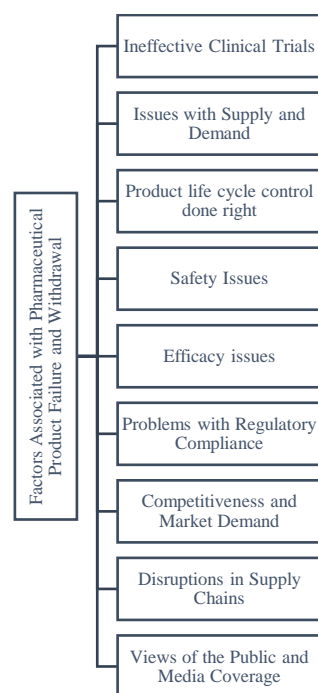 Factors Associated with Pharmaceutical
Product Failure and Withdrawal
Ineffective Clinical Trials
Issues with Supply and
Demand
Product life cycle control
done right
Safety Issues
Efficacy issues
Problems with Regulatory
Compliance
Competitiveness and
Market Demand
Disruptions in Supply
Chains
Views of the Public and
Media Coverage